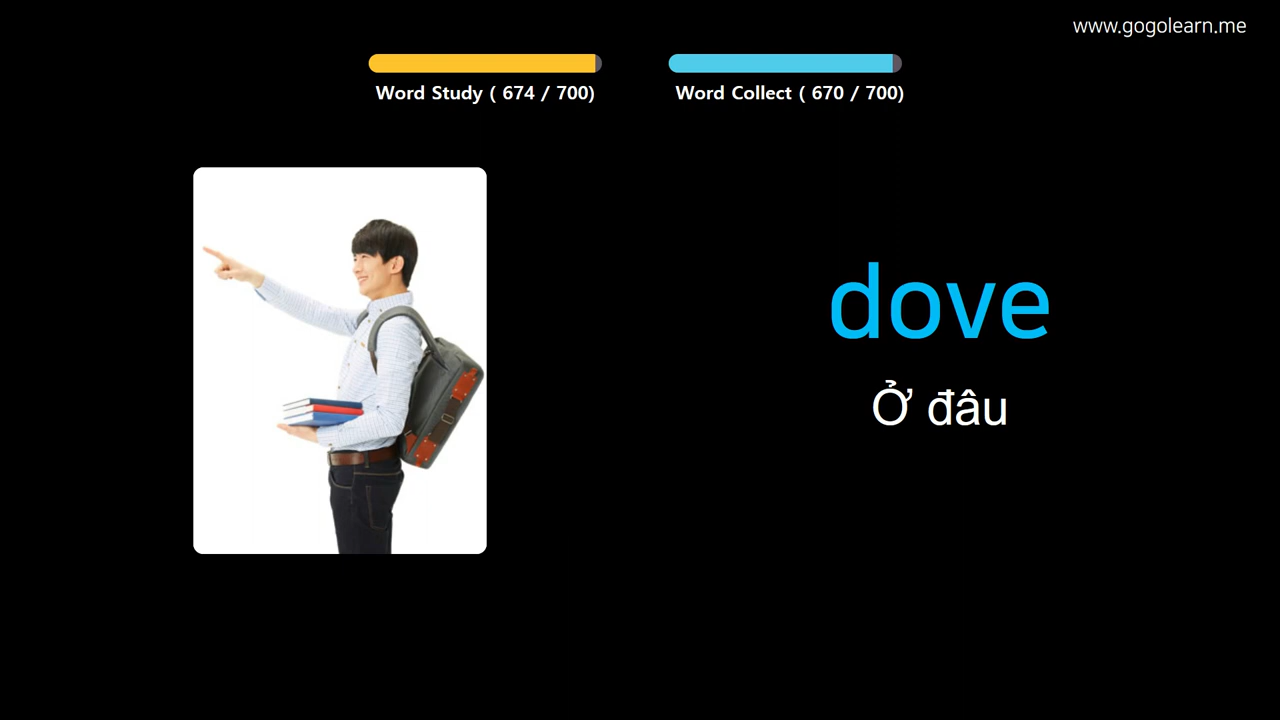 www.gogolearn.me
Word Study ( 674 / 700)
Word Collect ( 670 / 700)
dove
Ở đâu